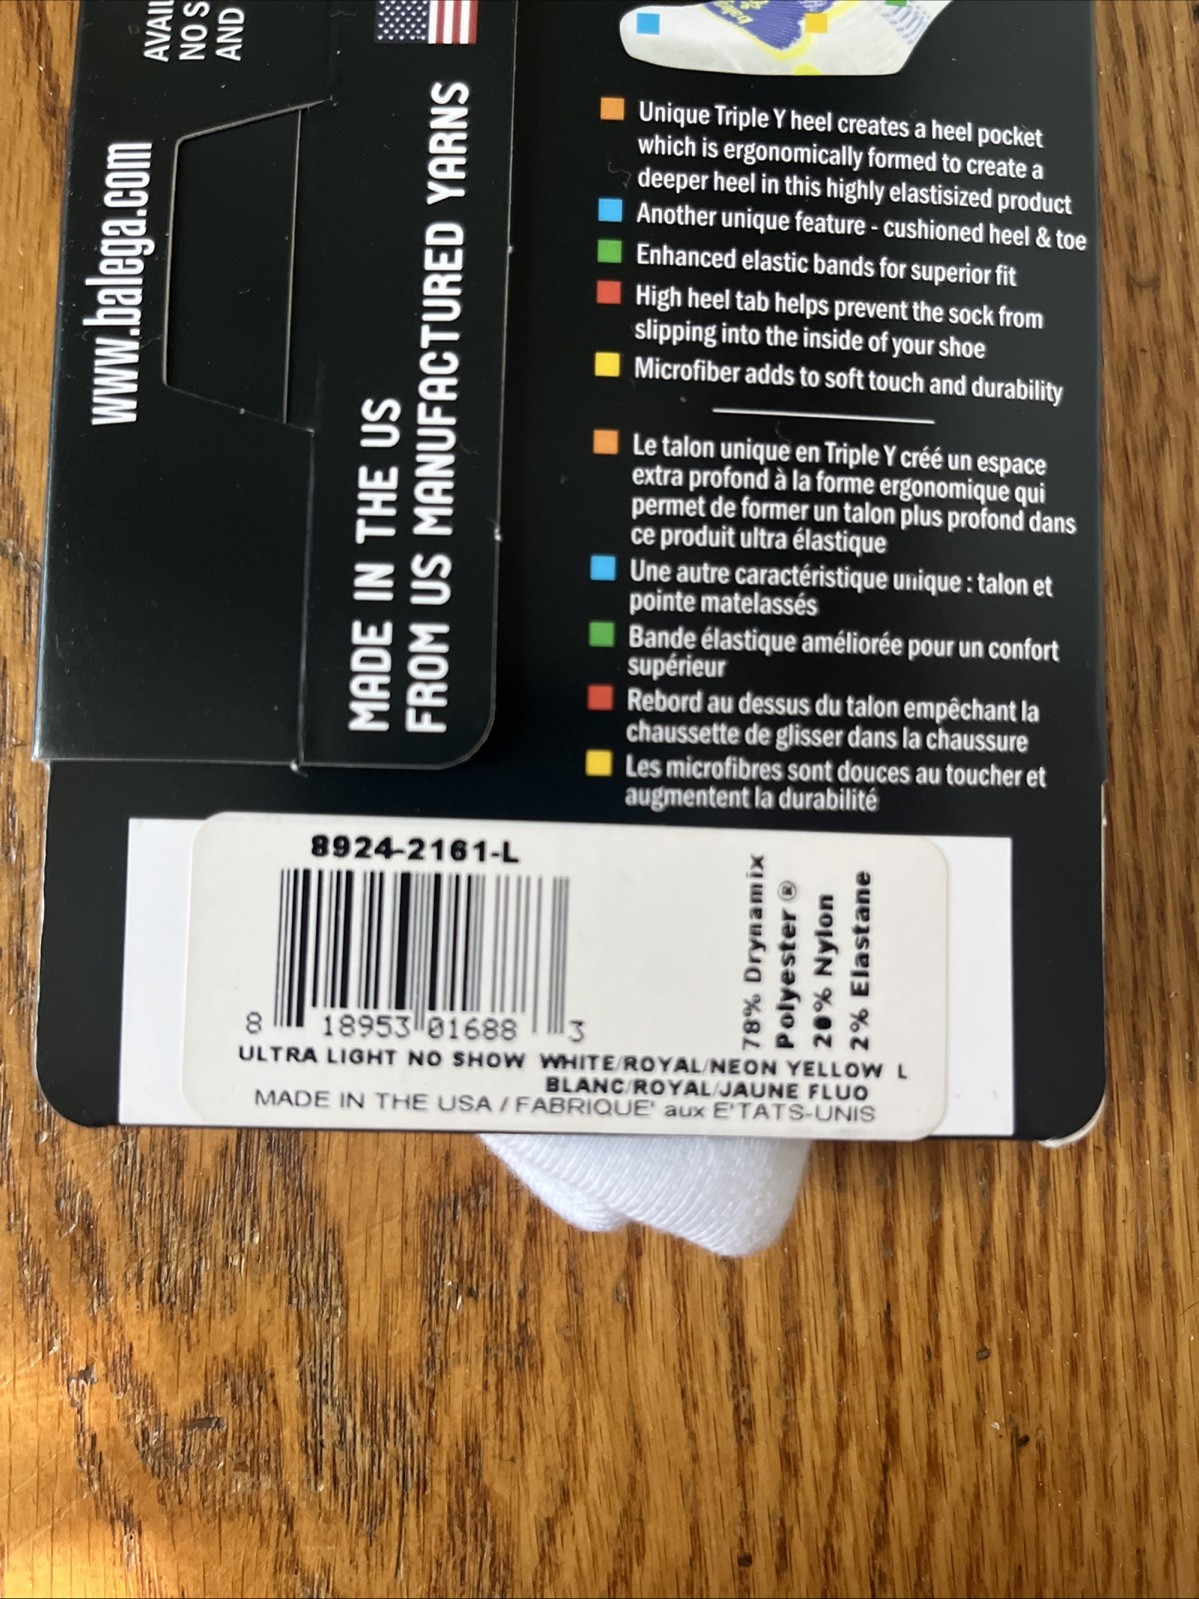 AVAIL
NO S
AND
www.balega.com
MADE IN THE US
FROM US MANUFACTURED YARNS
Unique Triple Y heel creates a heel pocket
which is ergonomically formed to create a
deeper heel in this highly elastisized product
Another unique feature - cushioned heel & toe
Enhanced elastic bands for superior fit
High heel tab helps prevent the sock from
slipping into the inside of your shoe
Microfiber adds to soft touch and durability
Le talon unique en Triple Y créé un espace
extra profond à la forme ergonomique qui
permet de former un talon plus profond dans
ce produit ultra élastique
Une autre caractéristique unique : talon et
pointe matelassés
Bande élastique améliorée pour un confort
supérieur
Rebord au dessus du talon empêchant la
chaussette de glisser dans la chaussure
Les microfibres sont douces au toucher et
augmentent la durabilité
8924-2161-L
8 18953 01688 3
78% Drynamix
Polyester ®
20% Nylon
2% Elastane
ULTRA LIGHT NO SHOW WHITE/ROYAL/NEON YELLOW L
BLANC/ROYAL/JAUNE FLUO
MADE IN THE USA / FABRIQUE' aux E'TATS-UNIS